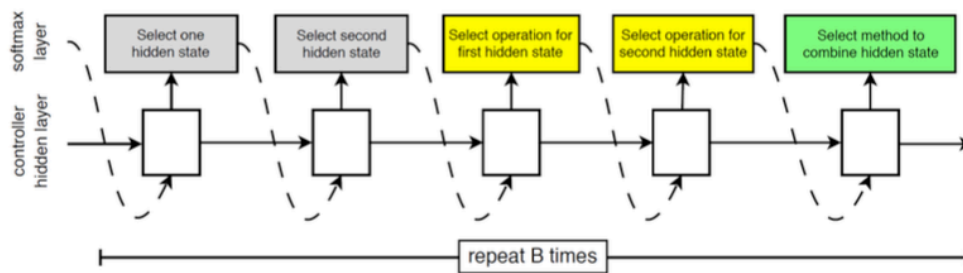 softmax
layer
controller
hidden layer
Select one
hidden state
Select second
hidden state
Select operation for
first hidden state
Select operation for
second hidden state
Select method to
combine hidden state
repeat B times